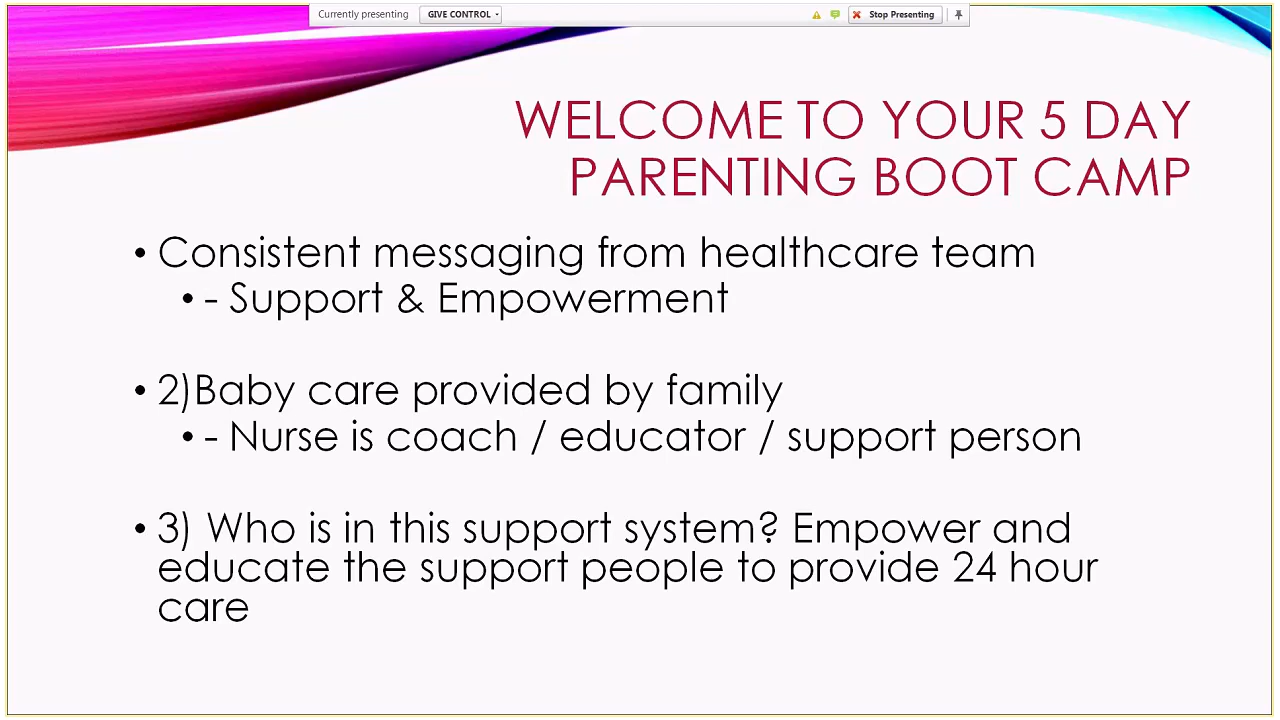 Currently presenting GIVE CONTROL Stop Presenting
WELCOME TO YOUR 5 DAY
PARENTING BOOT CAMP
• Consistent messaging from healthcare team
• - Support & Empowerment
• 2)Baby care provided by family
• - Nurse is coach / educator / support person
• 3) Who is in this support system? Empower and
educate the support people to provide 24 hour
care